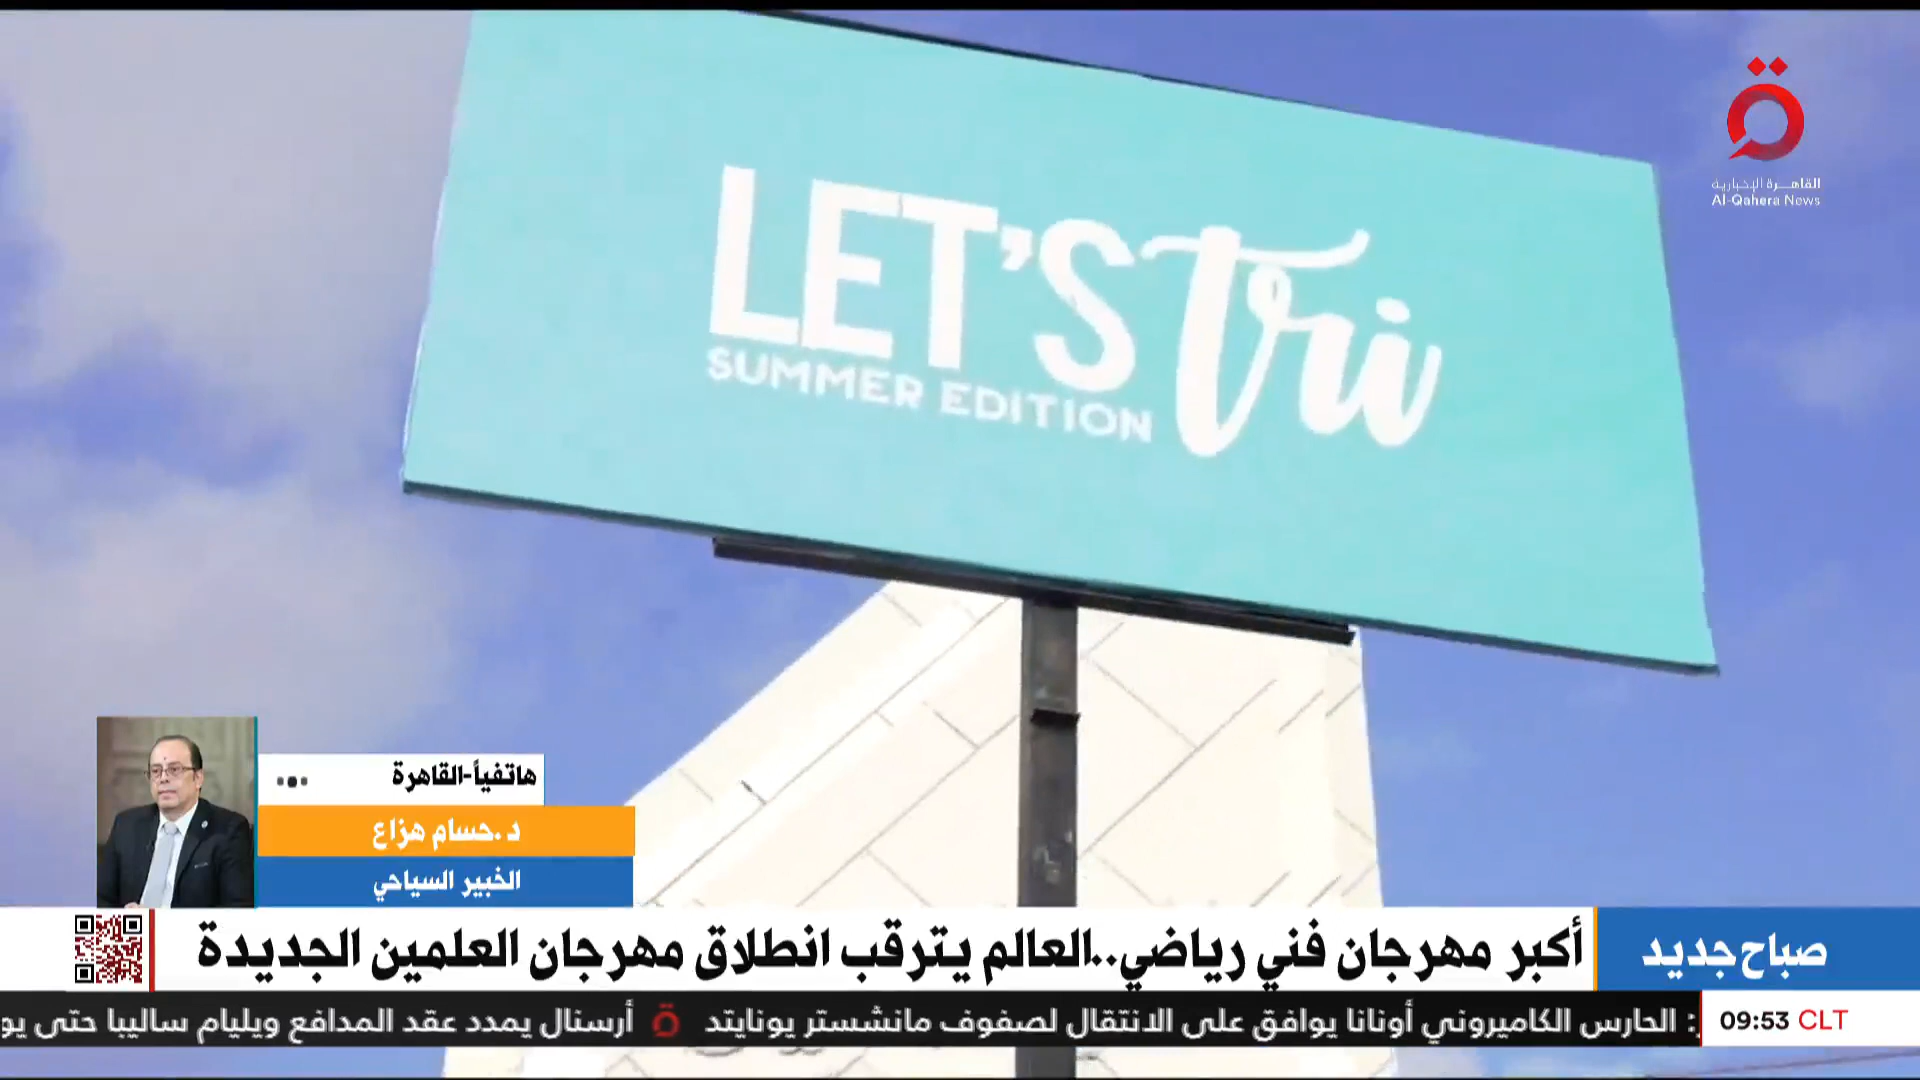 القاهرة الإخبارية
Al-Qahera News
LET'S tri
SUMMER EDITION
هاتفياً-القاهرة
د.حسام هزاع
الخبير السياحي
صباح جديد
أكبر مهرجان فني رياضي..العالم يترقب انطلاق مهرجان العلمين الجديدة
09:53 CLT
: الحارس الكاميروني أونانا يوافق على الانتقال لصفوف مانشستر يونايتد
أرسنال يمدد عقد المدافع ويليام ساليبا حتى